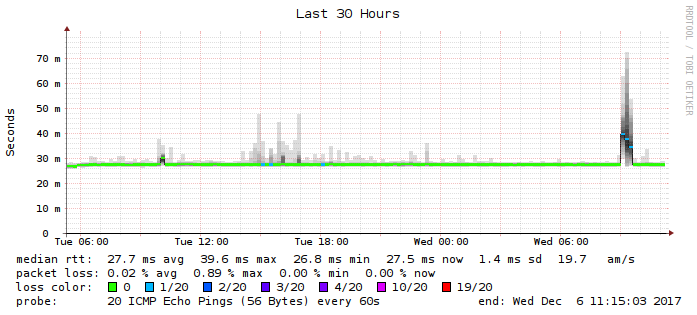 Last 30 Hours
RRDTOOL / TOBI OETIKER
Seconds
70 m
60 m
50 m
40 m
30 m
20 m
10 m
0
Tue 06:00 Tue 12:00 Tue 18:00 Wed 00:00 Wed 06:00
median rtt: 27.7 ms avg 39.6 ms max 26.8 ms min 27.5 ms now 1.4 ms sd 19.7 am/s
packet loss: 0.02 % avg 0.89 % max 0.00 % min 0.00 % now
loss color: 0 1/20 2/20 3/20 4/20 10/20 19/20
probe: 20 ICMP Echo Pings (56 Bytes) every 60s end: Wed Dec 6 11:15:03 2017